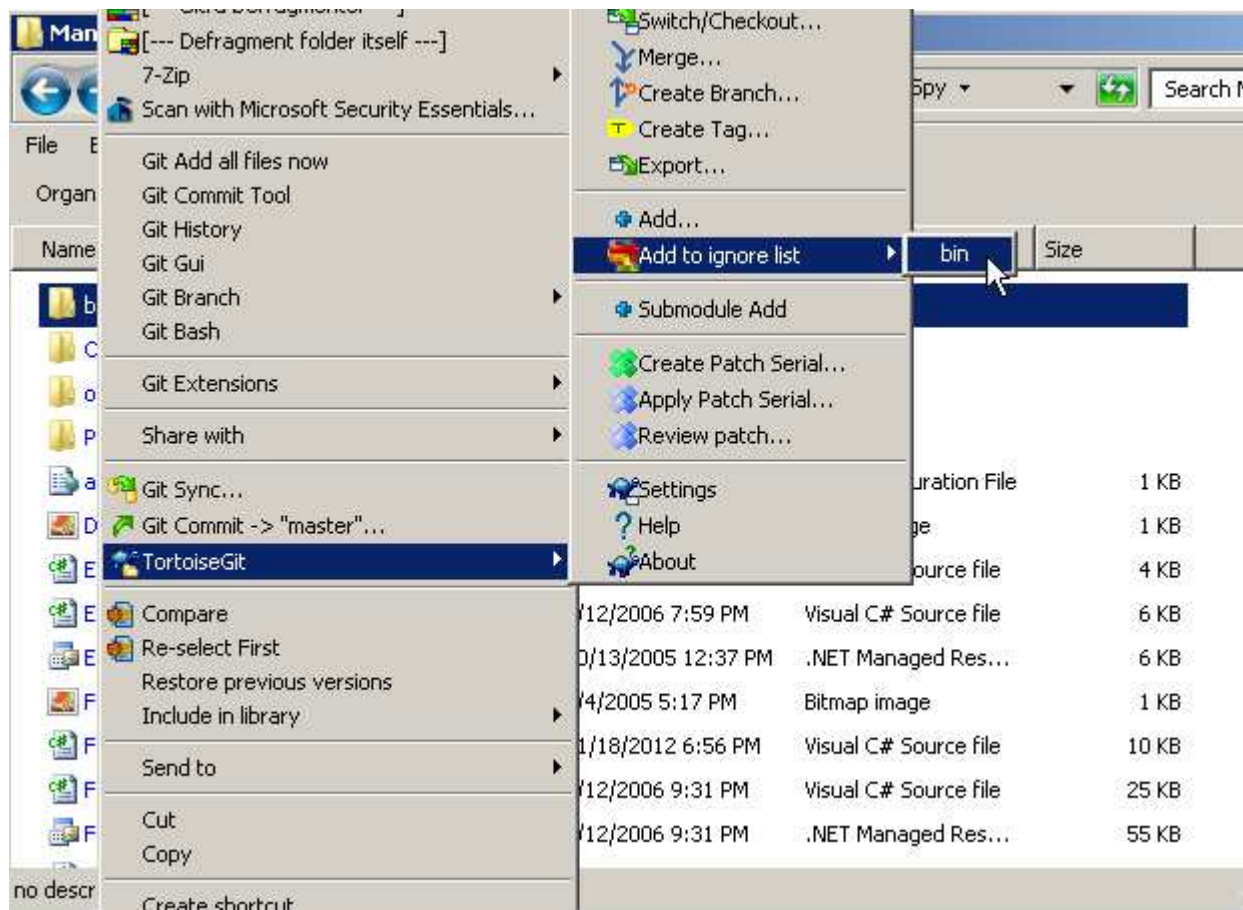 Man
[--- Defragment folder itself ---]
7-Zip
Scan with Microsoft Security Essentials...
Git Add all files now
Git Commit Tool
Git History
Git Gui
Git Branch
Git Bash
Git Extensions
Share with
Git Sync...
Git Commit -> "master"...
TortoiseGit
Compare
Re-select First
Restore previous versions
Include in library
Send to
Cut
Copy
Create shortcut
Switch/Checkout...
Merge...
Create Branch...
Create Tag...
Export...
Add...
Add to ignore list
bin
Submodule Add
Create Patch Serial...
Apply Patch Serial...
Review patch...
Settings
Help
About
Spy
Search M
File E
Organ
Name
Size
b
C
o
P
a
uration File 1 KB
D
ge 1 KB
E
ource file 4 KB
E
/12/2006 7:59 PM Visual C# Source file 6 KB
E
0/13/2005 12:37 PM .NET Managed Res... 6 KB
F
/4/2005 5:17 PM Bitmap image 1 KB
F
1/18/2012 6:56 PM Visual C# Source file 10 KB
F
/12/2006 9:31 PM Visual C# Source file 25 KB
F
/12/2006 9:31 PM .NET Managed Res... 55 KB
no descr